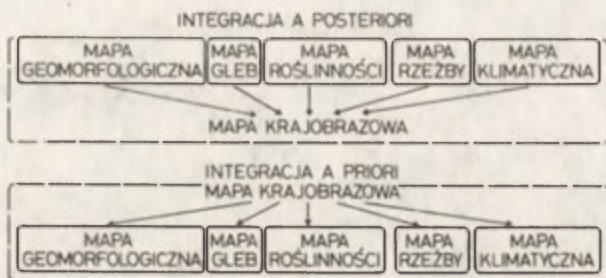 INTEGRACJA A POSTERIORI
MAPA GEOMORFOLOGICZNA
MAPA GLEB
MAPA ROŚLINNOŚCI
MAPA RZEŹBY
MAPA KLIMATYCZNA
MAPA KRAJOBRAZOWA
INTEGRACJA A PRIORI
MAPA KRAJOBRAZOWA
MAPA GEOMORFOLOGICZNA
MAPA GLEB
MAPA ROŚLINNOŚCI
MAPA RZEŹBY
MAPA KLIMATYCZNA